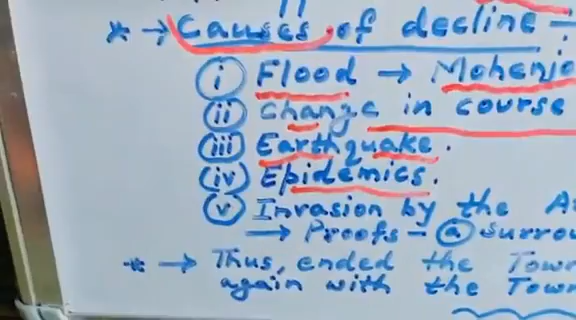 * → Causes of decline -
(i) Flood → Mohenjo
(ii) Change in course
(iii) Earthquake.
(iv) Epidemics.
(v) Invasion by the A
→ Proofs - (a) surro
* → Thus, ended the Town
again with the Town